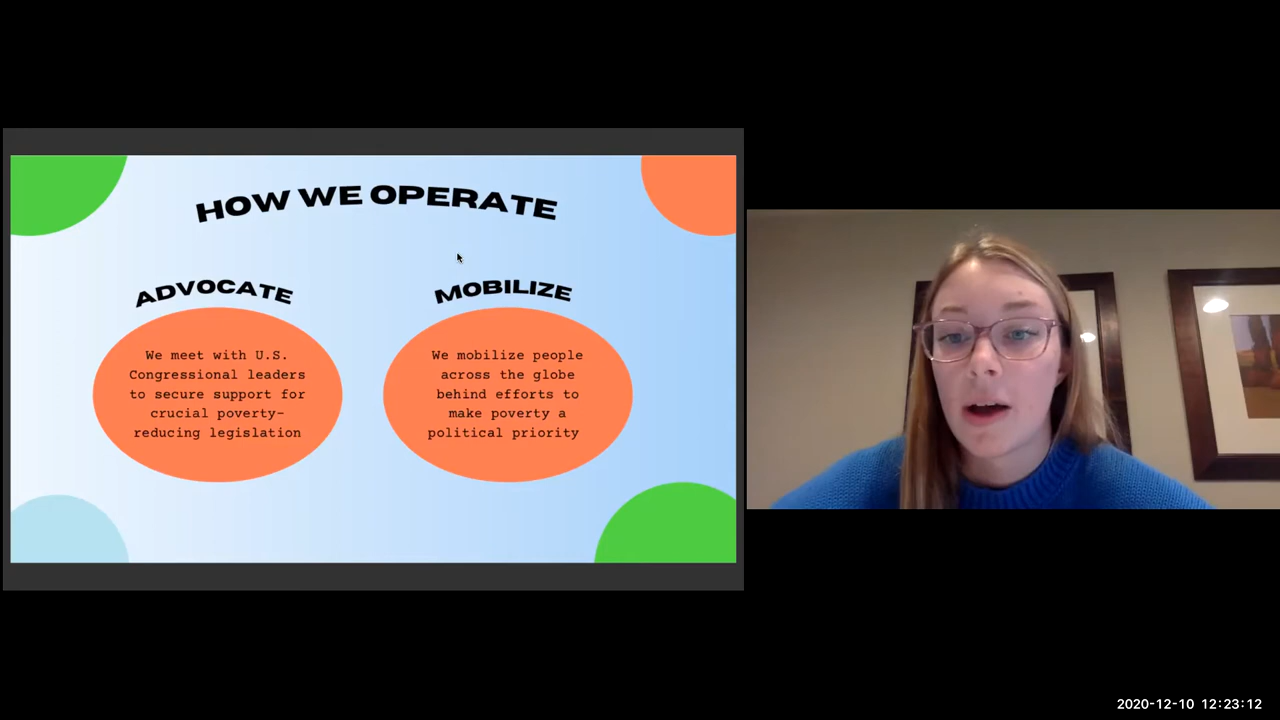 HOW WE OPERATE
ADVOCATE
We meet with U.S.
Congressional leaders
to secure support for
crucial poverty-
reducing legislation
MOBILIZE
We mobilize people
across the globe
behind efforts to
make poverty a
political priority
2020-12-10 12:23:12